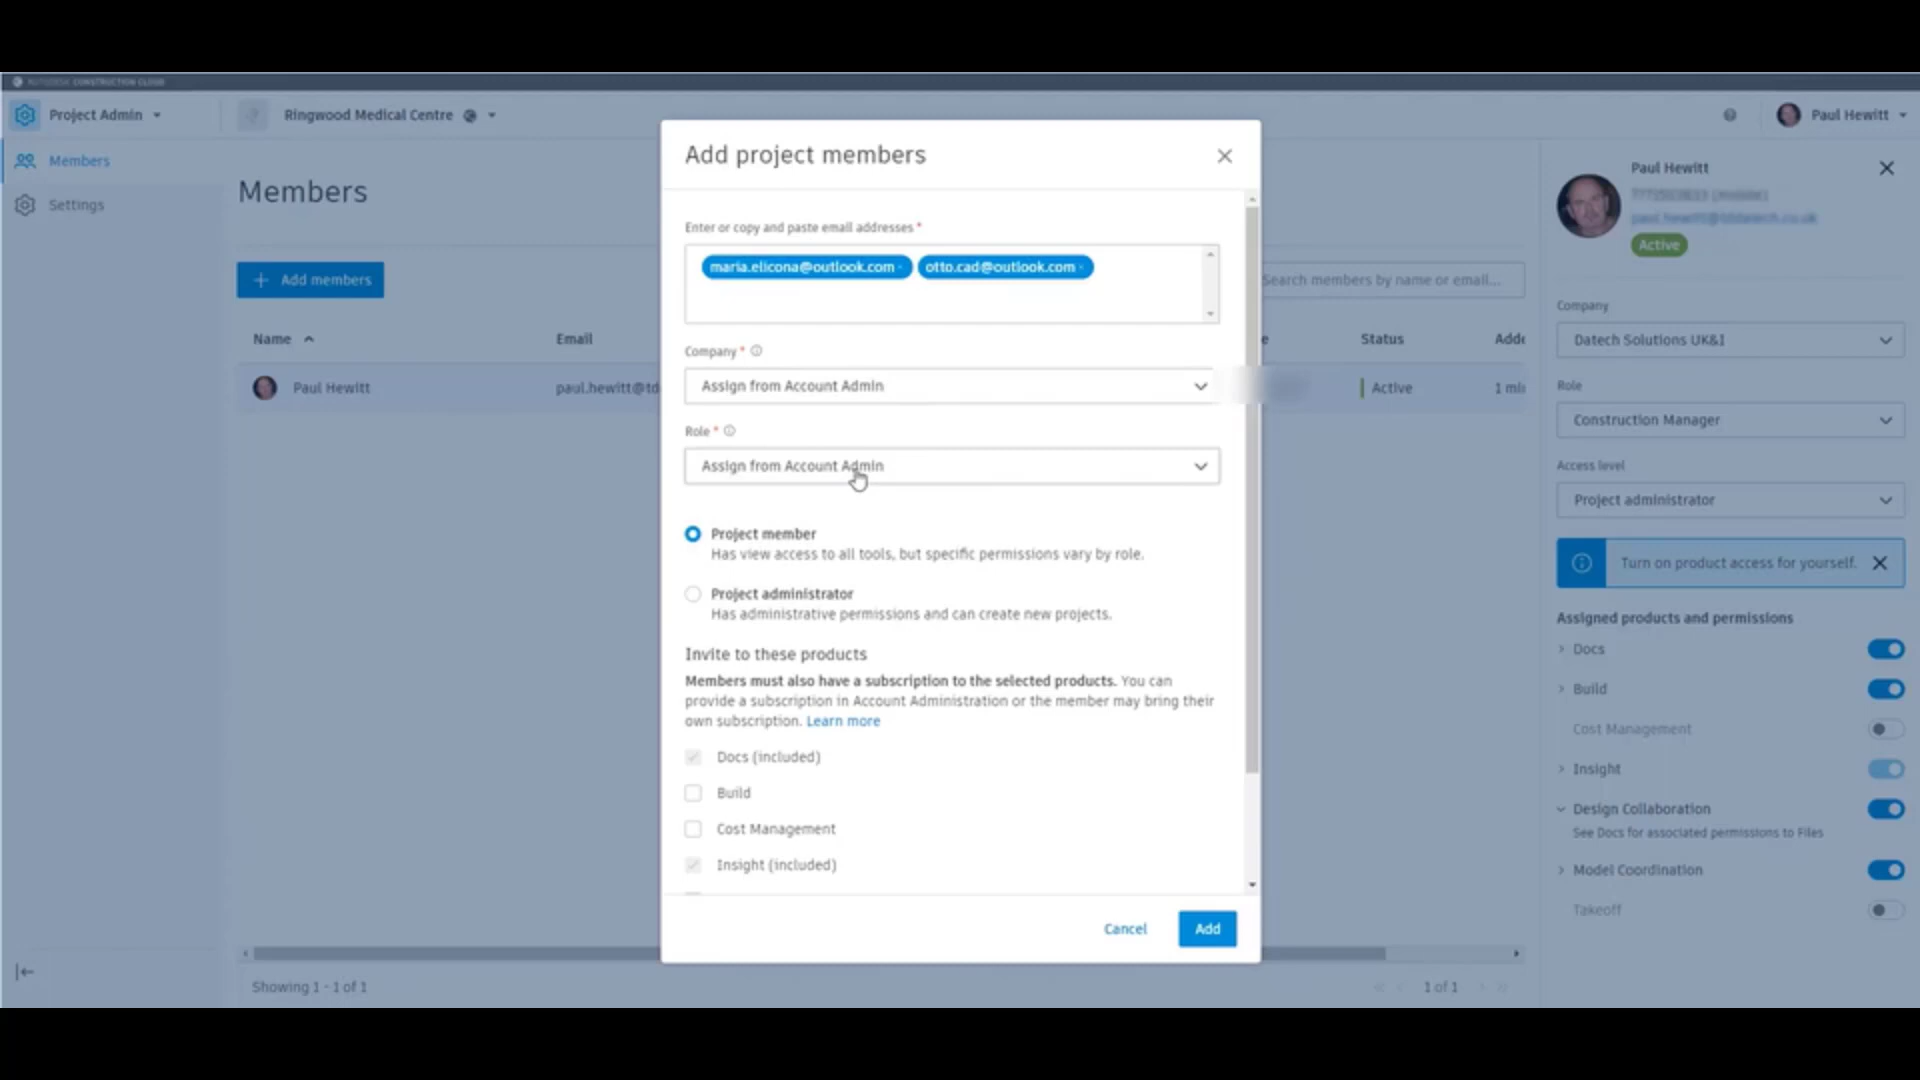 AUTODESK CONSTRUCTION CLOUD
Project Admin
Ringwood Medical Centre
Paul Hewitt
Members
Settings
Members
Add members
Search members by name or email...
Name
Email
Status
Adde
Paul Hewitt
paul.hewitt@td
Active
1 min
Showing 1 - 1 of 1
1 of 1
Add project members
Enter or copy and paste email addresses *
maria.elicona@outlook.com
otto.cad@outlook.com
Company *
Assign from Account Admin
Role *
Assign from Account Admin
Project member
Has view access to all tools, but specific permissions vary by role.
Project administrator
Has administrative permissions and can create new projects.
Invite to these products
Members must also have a subscription to the selected products. You can
provide a subscription in Account Administration or the member may bring their
own subscription. Learn more
Docs (included)
Build
Cost Management
Insight (included)
Cancel
Add
Paul Hewitt
Active
Company
Datech Solutions UK&I
Role
Construction Manager
Access level
Project administrator
Turn on product access for yourself.
Assigned products and permissions
Docs
Build
Cost Management
Insight
Design Collaboration
See Docs for associated permissions to Files
Model Coordination
Takeoff